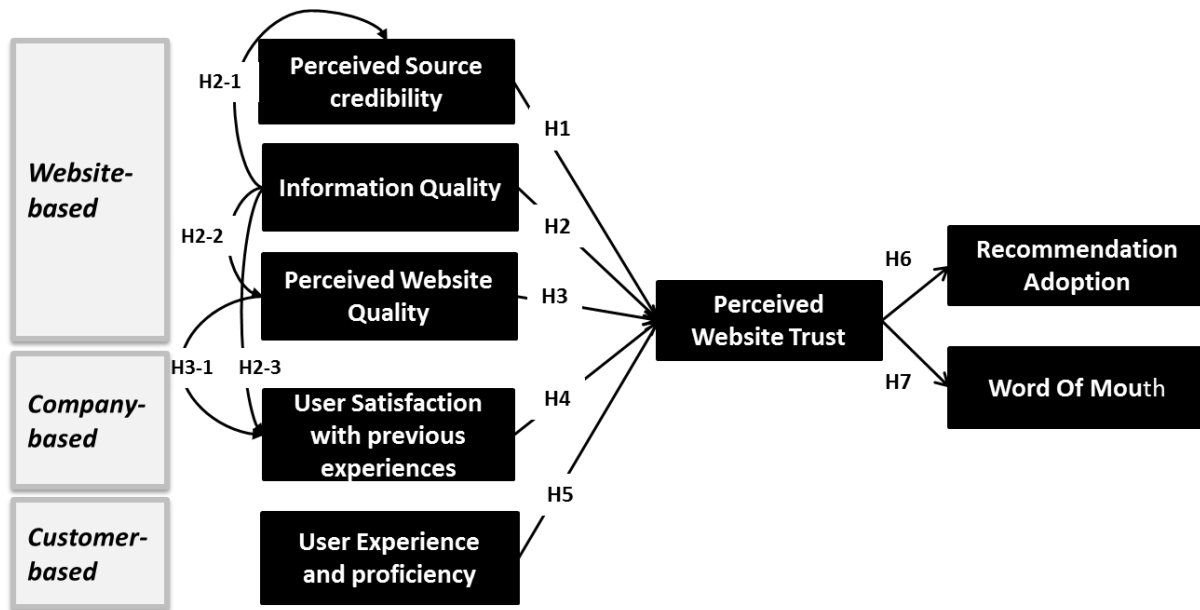 Website-
based
Company-
based
Customer-
based
H2-1
H2-2
H3-1
H2-3
Perceived Source
credibility
Information Quality
Perceived Website
Quality
User Satisfaction
with previous
experiences
User Experience
and proficiency
H1
H2
H3
H4
H5
Perceived
Website Trust
H6
H7
Recommendation
Adoption
Word Of Mouth